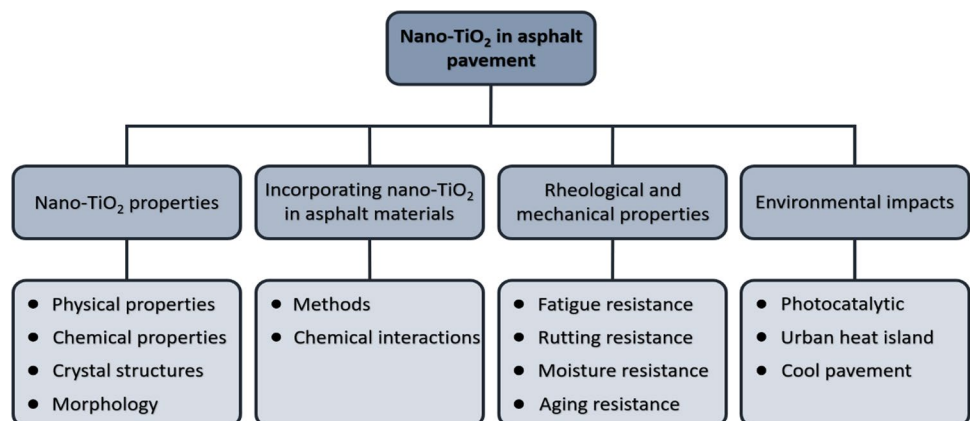 Nano-TiO₂ in asphalt
pavement
Nano-TiO₂ properties
Incorporating nano-TiO₂
in asphalt materials
Rheological and
mechanical properties
Environmental impacts
● Physical properties
● Chemical properties
● Crystal structures
● Morphology
● Methods
● Chemical interactions
● Fatigue resistance
● Rutting resistance
● Moisture resistance
● Aging resistance
● Photocatalytic
● Urban heat island
● Cool pavement